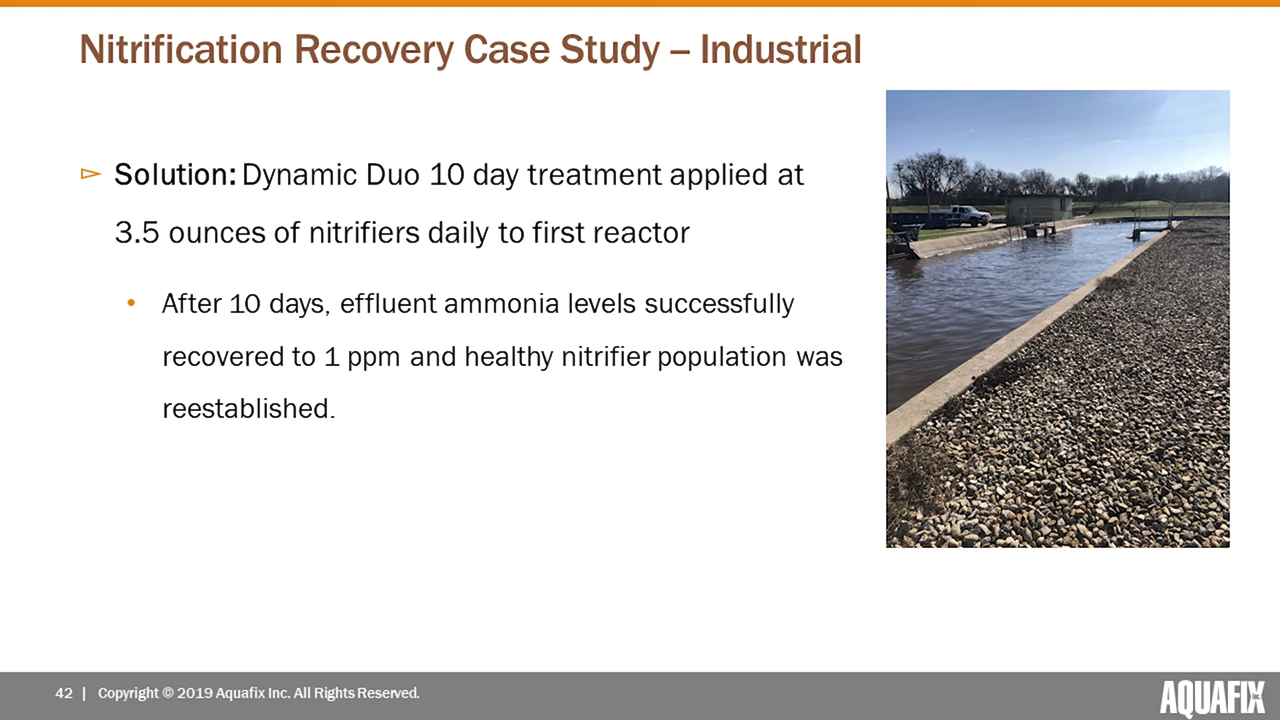 Nitrification Recovery Case Study – Industrial
Solution: Dynamic Duo 10 day treatment applied at
3.5 ounces of nitrifiers daily to first reactor
After 10 days, effluent ammonia levels successfully
recovered to 1 ppm and healthy nitrifier population was
reestablished.
42 | Copyright © 2019 Aquafix Inc. All Rights Reserved.
AQUAFIX INC.